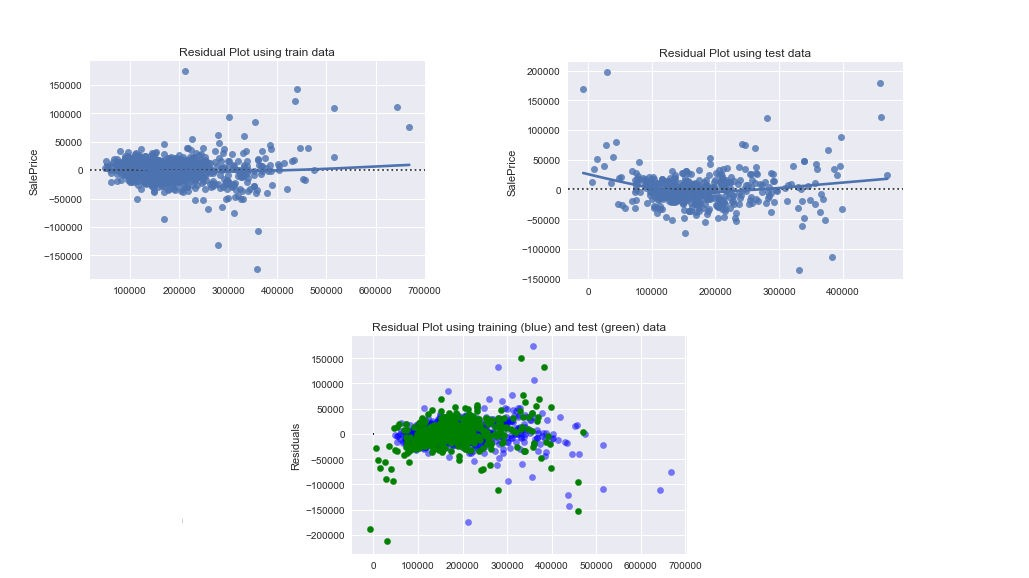 Residual Plot using train data
150000
100000
50000
0
−50000
−100000
−150000
SalePrice
100000 200000 300000 400000 500000 600000 700000
Residual Plot using test data
200000
150000
100000
50000
0
−50000
−100000
−150000
SalePrice
0 100000 200000 300000 400000
Residual Plot using training (blue) and test (green) data
150000
100000
50000
0
−50000
−100000
−150000
−200000
Residuals
0 100000 200000 300000 400000 500000 600000 700000